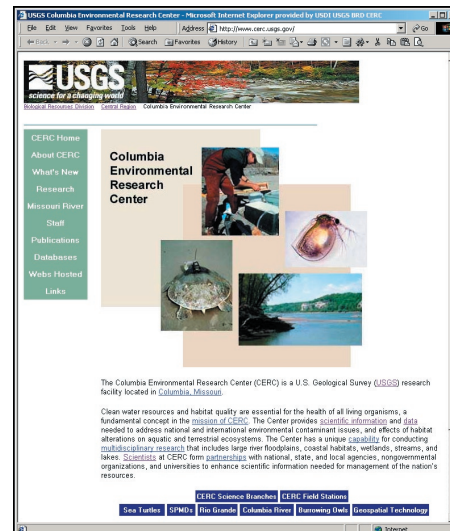 USGS Columbia Environmental Research Center - Microsoft Internet Explorer provided by USDI USGS BRD CERC
File Edit View Favorites Tools Help Address http://www.cerc.usgs.gov/ Go
Back Search Favorites History
USGS
science for a changing world
Biological Resources Division Central Region Columbia Environmental Research Center
CERC Home
About CERC
What's New
Research
Missouri River
Staff
Publications
Databases
Webs Hosted
Links
Columbia
Environmental
Research
Center
The Columbia Environmental Research Center (CERC) is a U.S. Geological Survey (USGS) research
facility located in Columbia, Missouri.
Clean water resources and habitat quality are essential for the health of all living organisms, a
fundamental concept in the mission of CERC. The Center provides scientific information and data
needed to address national and international environmental contaminant issues, and effects of habitat
alterations on aquatic and terrestrial ecosystems. The Center has a unique capability for conducting
multidisciplinary research that includes large river floodplains, coastal habitats, wetlands, streams, and
lakes. Scientists at CERC form partnerships with national, state, and local agencies, nongovernmental
organizations, and universities to enhance scientific information needed for management of the nation's
resources.
CERC Science Branches CERC Field Stations
Sea Turtles SPMDs Rio Grande Columbia River Burrowing Owls Geospatial Technology
Internet